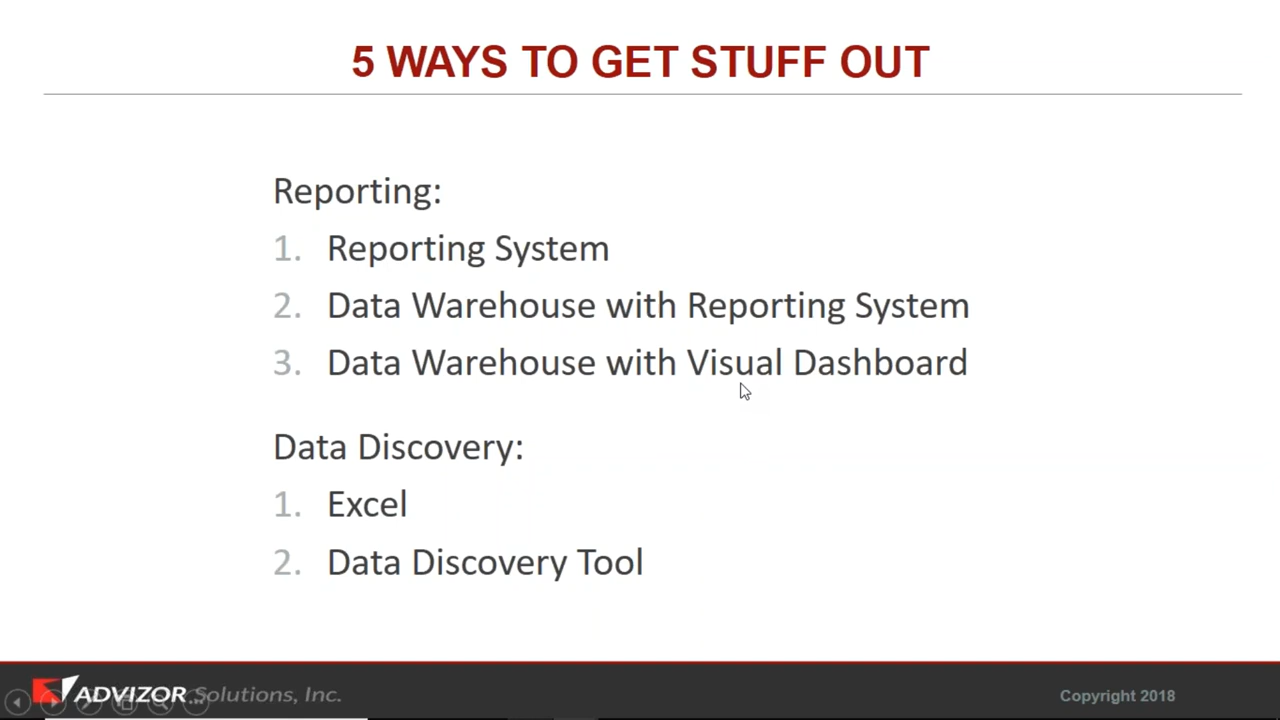 5 WAYS TO GET STUFF OUT
Reporting:
1. Reporting System
2. Data Warehouse with Reporting System
3. Data Warehouse with Visual Dashboard
Data Discovery:
1. Excel
2. Data Discovery Tool
ADVIZOR Solutions, Inc.
Copyright 2018